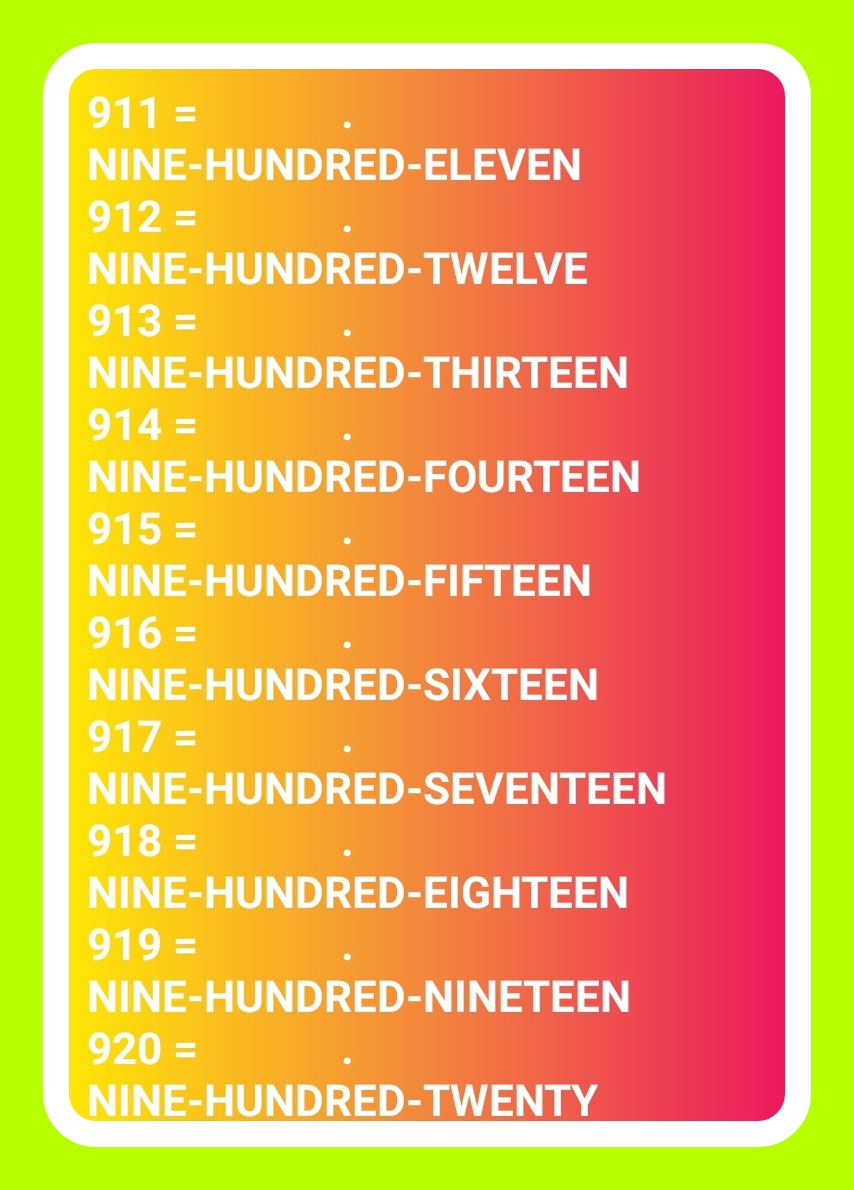 911 = .
NINE-HUNDRED-ELEVEN
912 = .
NINE-HUNDRED-TWELVE
913 = .
NINE-HUNDRED-THIRTEEN
914 = .
NINE-HUNDRED-FOURTEEN
915 = .
NINE-HUNDRED-FIFTEEN
916 = .
NINE-HUNDRED-SIXTEEN
917 = .
NINE-HUNDRED-SEVENTEEN
918 = .
NINE-HUNDRED-EIGHTEEN
919 = .
NINE-HUNDRED-NINETEEN
920 = .
NINE-HUNDRED-TWENTY